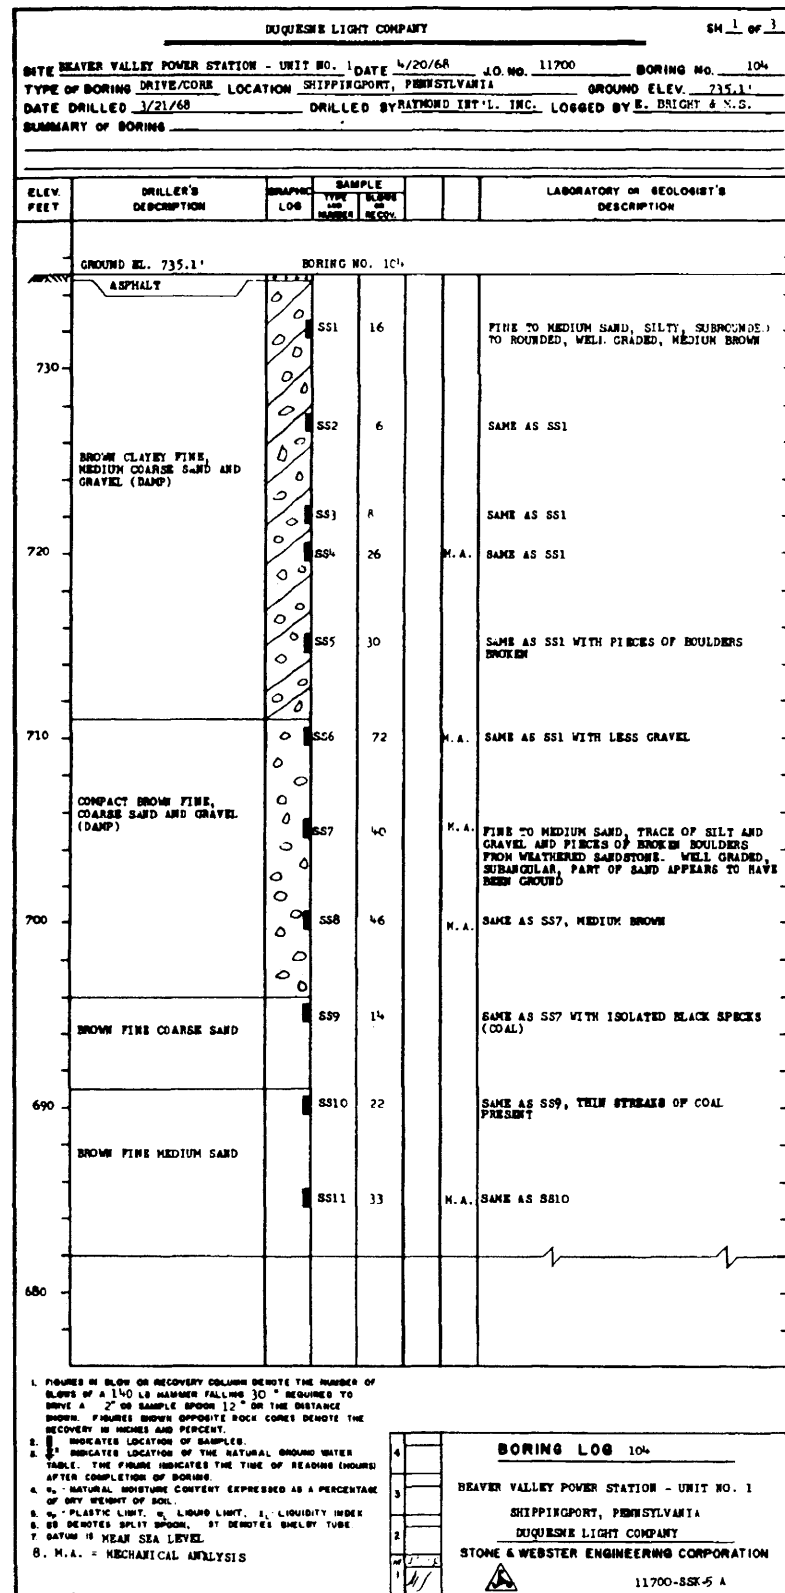 DUQUESNE LIGHT COMPANY
SH 1 OF 3
SITE BEAVER VALLEY POWER STATION - UNIT NO. 1 DATE 4/20/68 J.O. NO. 11700 BORING NO. 104
TYPE OF BORING DRIVE/CORE LOCATION SHIPPINGPORT, PENNSYLVANIA GROUND ELEV. 735.1'
DATE DRILLED 3/21/68 DRILLED BY RAYMOND INT'L. INC. LOGGED BY E. BRIGHT &
SUMMARY OF BORING
ELEV. FEET
DRILLER'S DESCRIPTION
GRAPHIC LOG
SAMPLE
TYPE AND NUMBER
BLOWS OR RECOV.
LABORATORY OR GEOLOGIST'S DESCRIPTION
GROUND EL. 735.1' BORING NO. 104
ASPHALT
SS1 16 FINE TO MEDIUM SAND, SILTY, SUBROUNDED
TO ROUNDED, WELL GRADED, MEDIUM BROWN
730
SS2 6 SAME AS SS1
BROWN CLAYEY FINE,
MEDIUM COARSE SAND AND
GRAVEL (DAMP)
SS3 8 SAME AS SS1
720 SS4 26 M.A. SAME AS SS1
SS5 30 SAME AS SS1 WITH PIECES OF BOULDERS
BROKEN
710 SS6 72 M.A. SAME AS SS1 WITH LESS GRAVEL
COMPACT BROWN FINE,
COARSE SAND AND GRAVEL
(DAMP)
SS7 40 M.A. FINE TO MEDIUM SAND, TRACE OF SILT AND
GRAVEL AND PIECES OF BROKEN BOULDERS
FROM WEATHERED SANDSTONE. WELL GRADED,
SUBANGULAR, PART OF SAND APPEARS TO HAVE
BEEN GROUND
700 SS8 46 M.A. SAME AS SS7, MEDIUM BROWN
SS9 14 SAME AS SS7 WITH ISOLATED BLACK SPECKS
(COAL)
BROWN FINE COARSE SAND
690 SS10 22 SAME AS SS9, THIN STREAKS OF COAL
PRESENT
BROWN FINE MEDIUM SAND
SS11 33 M.A. SAME AS SS10
680
1. FIGURES IN BLOW OR RECOVERY COLUMN DENOTE THE NUMBER OF
BLOWS OF A 140 LB HAMMER FALLING 30 " REQUIRED TO
DRIVE A 2" OD SAMPLE SPOON 12 " OR THE DISTANCE
SHOWN. FIGURES SHOWN OPPOSITE ROCK CORES DENOTE THE
RECOVERY IN INCHES AND PERCENT.
2. INDICATES LOCATION OF SAMPLES.
3. INDICATES LOCATION OF THE NATURAL GROUND WATER
TABLE. THE FIGURE INDICATES THE TIME OF READING (HOURS)
AFTER COMPLETION OF BORING.
4. - NATURAL MOISTURE CONTENT EXPRESSED AS A PERCENTAGE
OF DRY WEIGHT OF SOIL.
5. - PLASTIC LIMIT, LIQUID LIMIT, - LIQUIDITY INDEX
6. SS DENOTES SPLIT SPOON, ST DENOTES SHELBY TUBE.
7. DATUM IS MEAN SEA LEVEL
8. M.A. = MECHANICAL ANALYSIS
4
3
2
1
BORING LOG 104
BEAVER VALLEY POWER STATION - UNIT NO. 1
SHIPPINGPORT, PENNSYLVANIA
DUQUESNE LIGHT COMPANY
STONE & WEBSTER ENGINEERING CORPORATION
11700-SSK-5 A